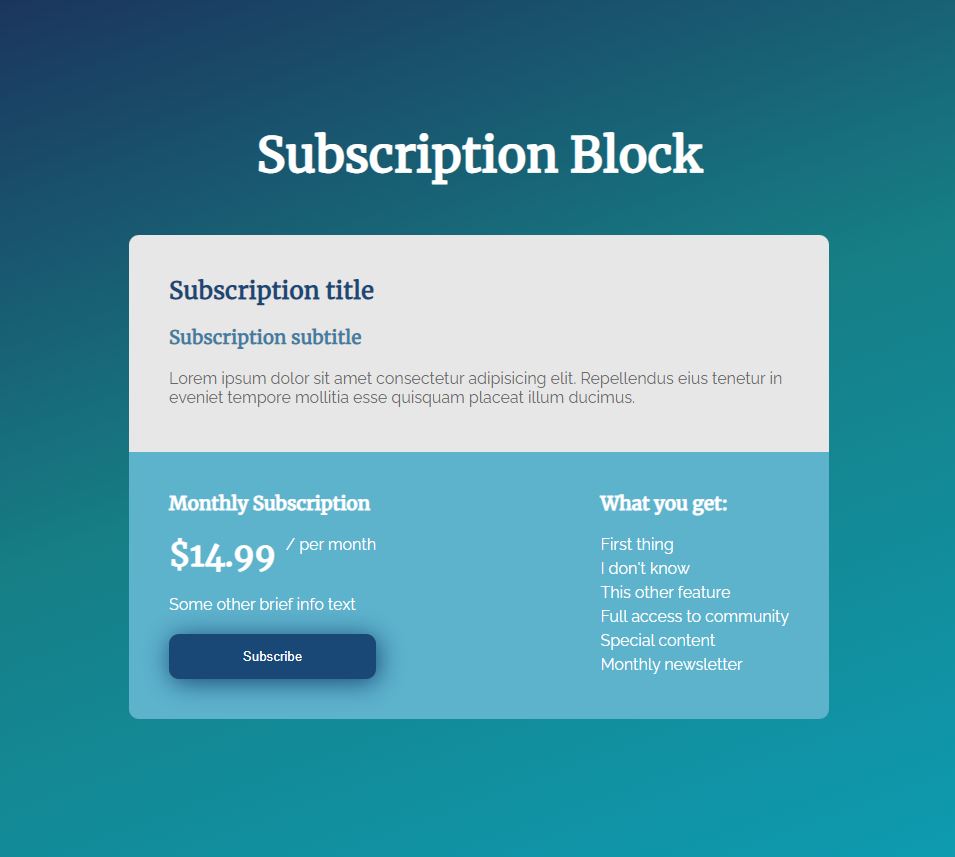 Subscription Block
Subscription title
Subscription subtitle
Lorem ipsum dolor sit amet consectetur adipisicing elit. Repellendus eius tenetur in
eveniet tempore mollitia esse quisquam placeat illum ducimus.
Monthly Subscription
$14.99 / per month
Some other brief info text
Subscribe
What you get:
First thing
I don't know
This other feature
Full access to community
Special content
Monthly newsletter